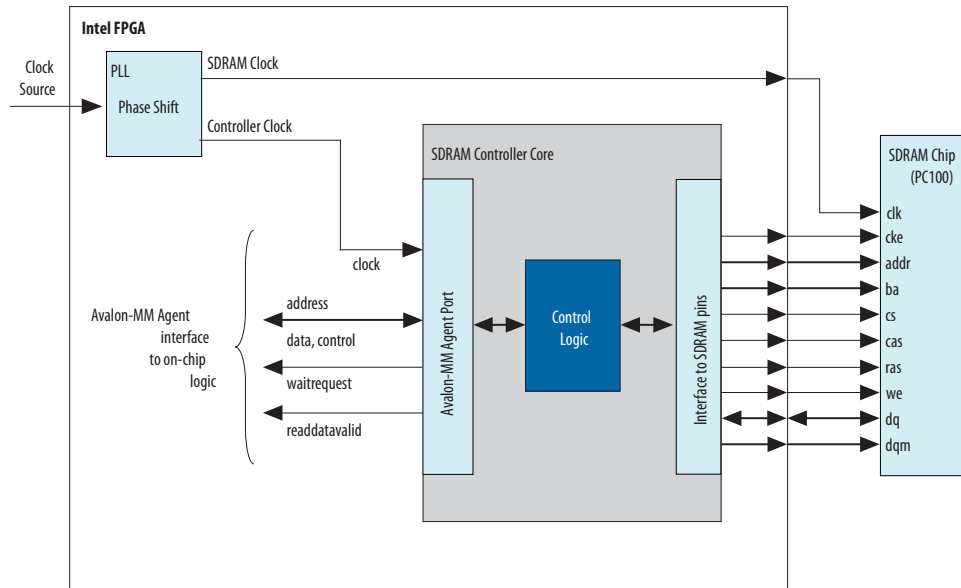 Intel FPGA
Clock
Source
PLL
Phase Shift
SDRAM Clock
Controller Clock
SDRAM Controller Core
SDRAM Chip
(PC100)
clk
cke
addr
ba
cs
cas
ras
we
dq
dqm
clock
Avalon-MM Agent
interface
to on-chip
logic
address
data, control
waitrequest
readdatavalid
Avalon-MM Agent Port
Control
Logic
Interface to SDRAM pins